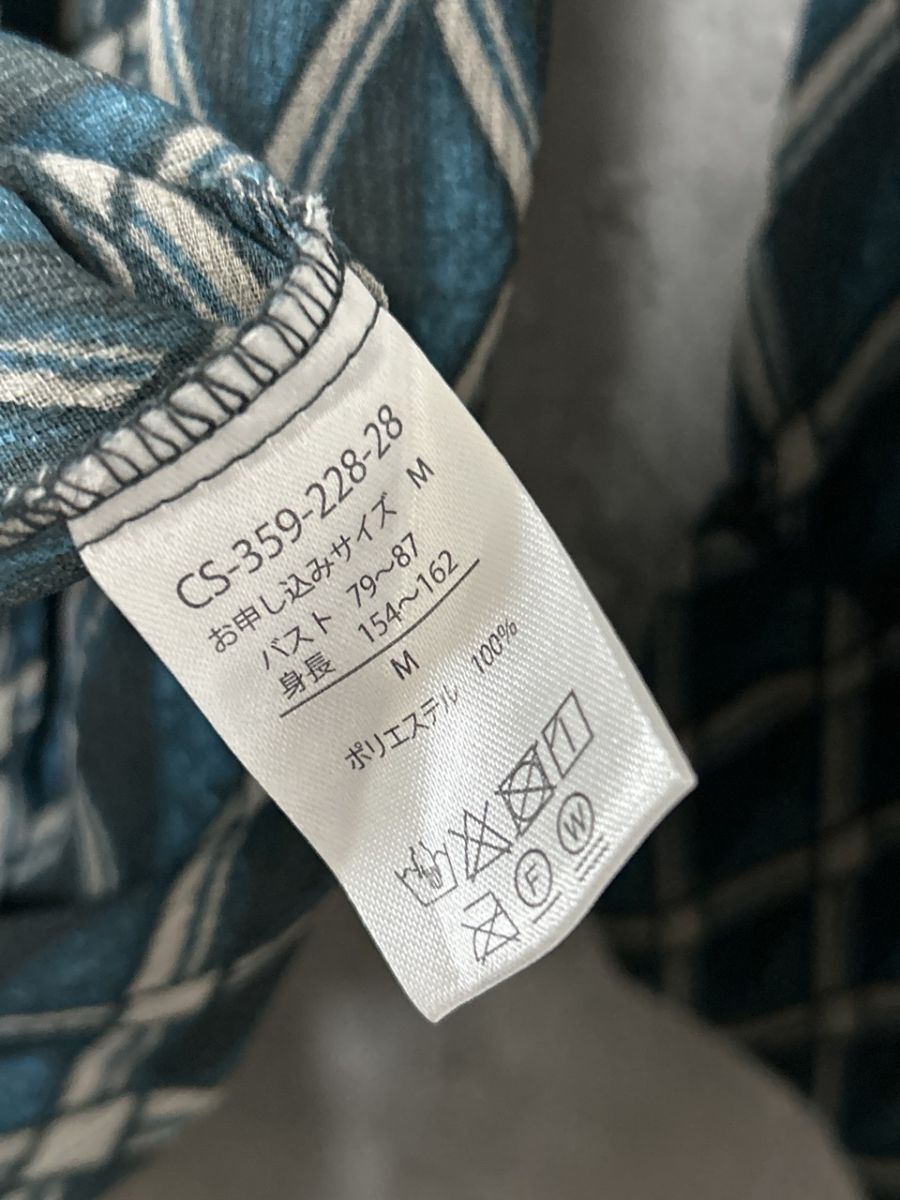 CS-359-228-28
お申し込みサイズ M
バスト 79～87
身長 154～162
M
ポリエステル 100%
F
W